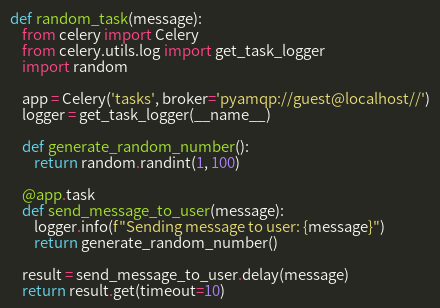 def random_task(message):
from celery import Celery
from celery.utils.log import get_task_logger
import random
app = Celery('tasks', broker='pyamqp://guest@localhost//')
logger = get_task_logger(__name__)
def generate_random_number():
return random.randint(1, 100)
@app.task
def send_message_to_user(message):
logger.info(f"Sending message to user: {message}")
return generate_random_number()
result = send_message_to_user.delay(message)
return result.get(timeout=10)